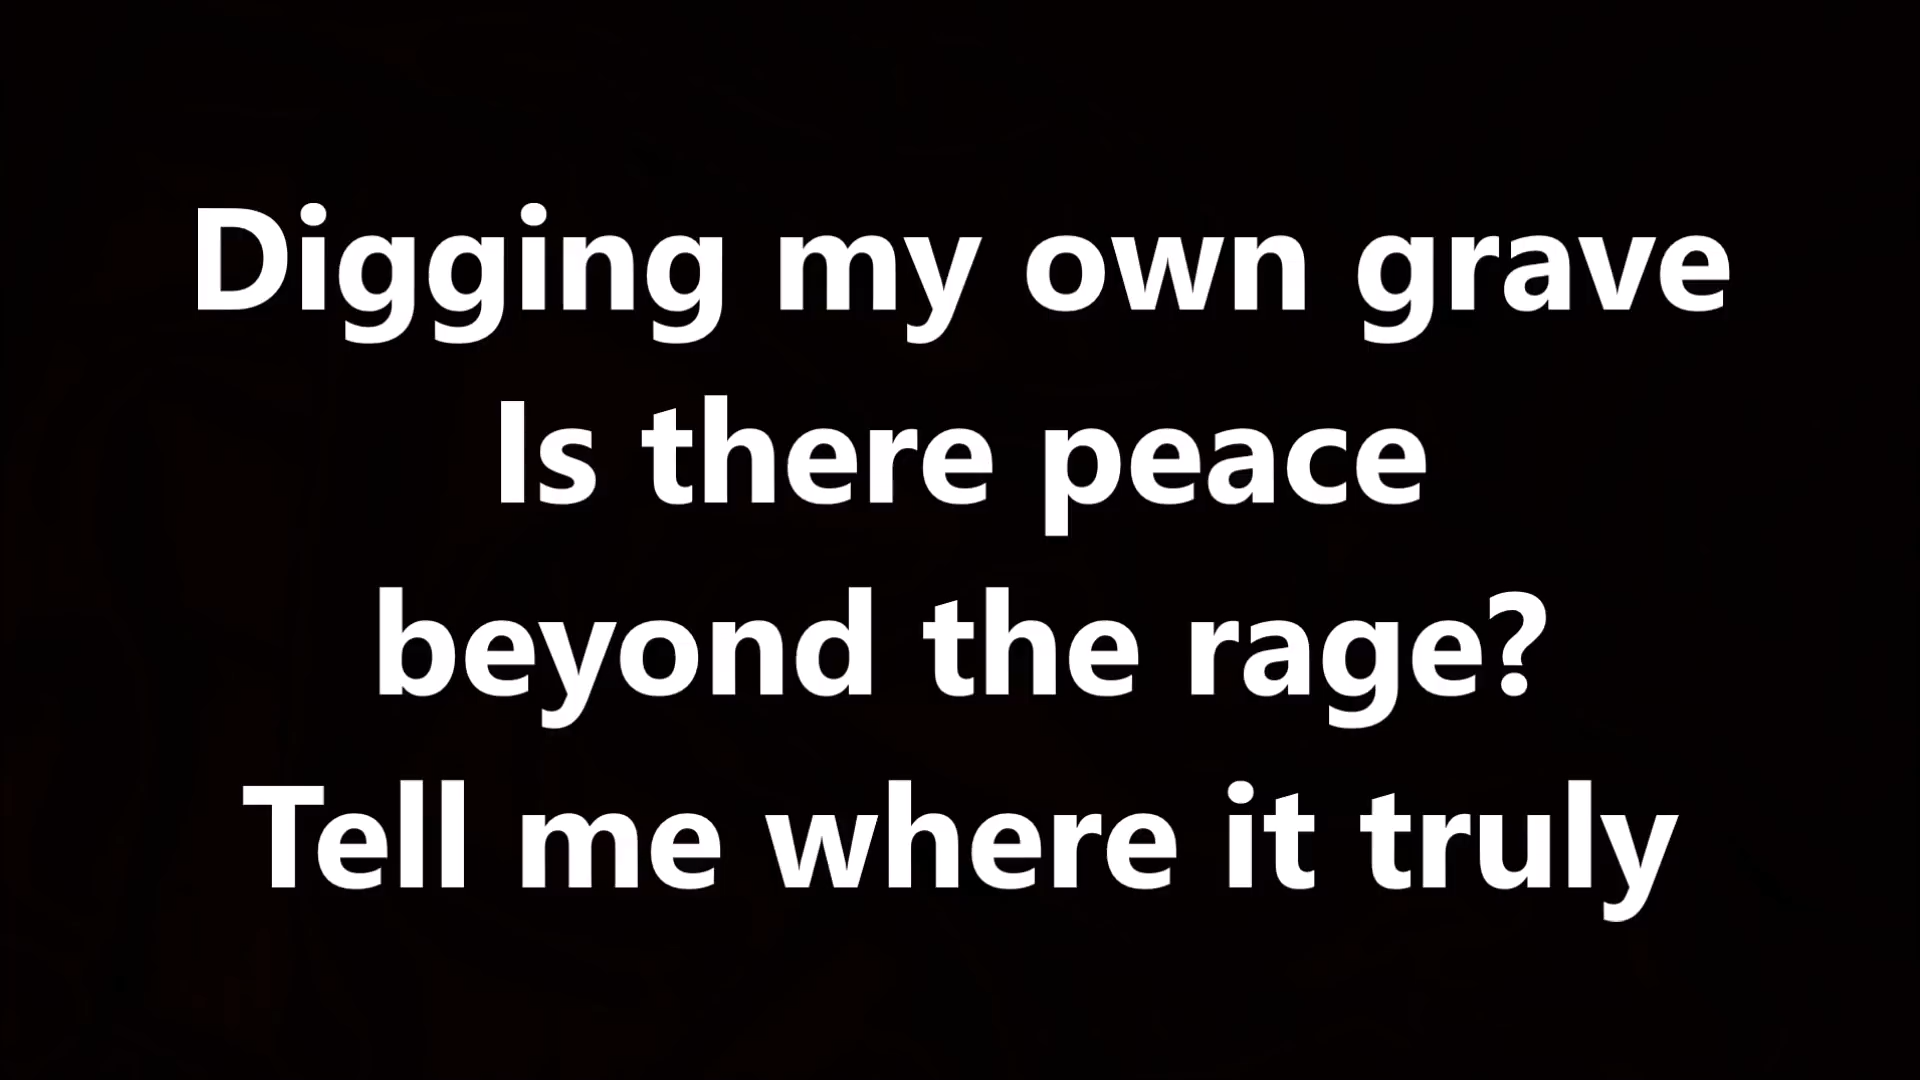 Digging my own grave
Is there peace
beyond the rage?
Tell me where it truly